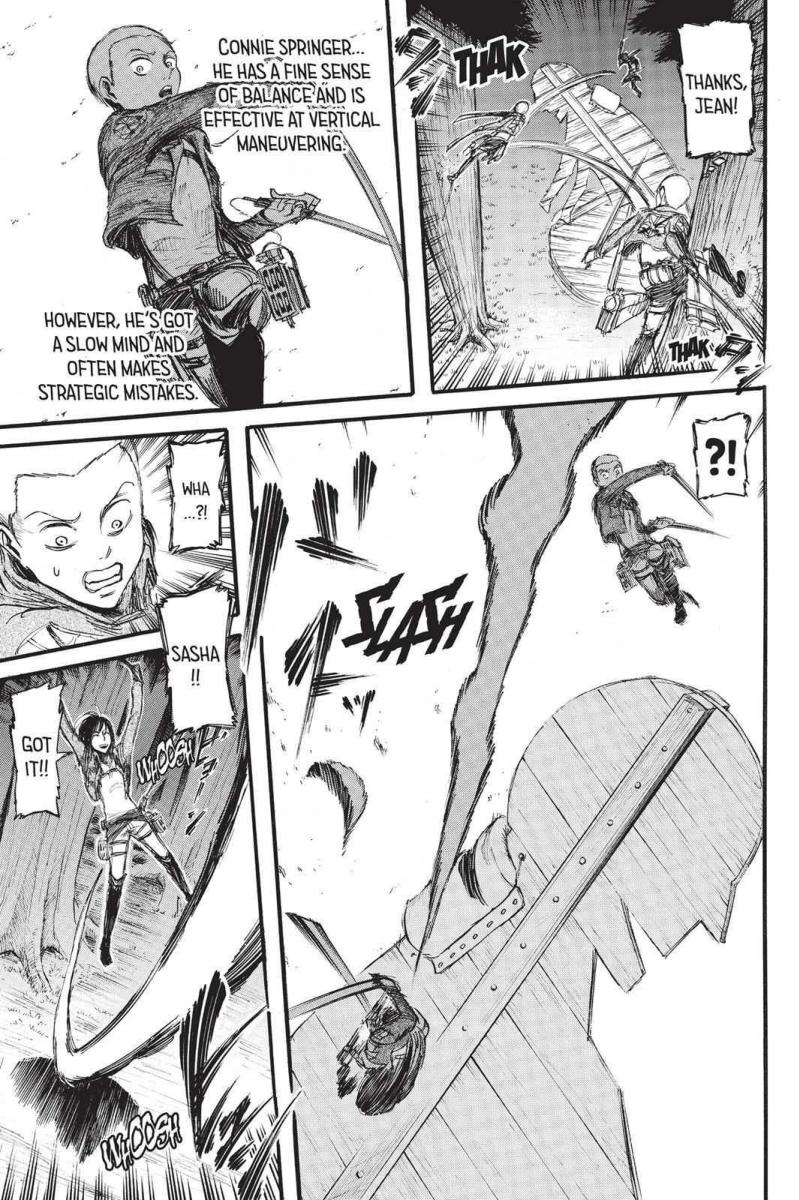 THANKS,
JEAN!
THAK
THAK
THAK
CONNIE SPRINGER...
HE HAS A FINE SENSE
OF BALANCE AND IS
EFFECTIVE AT VERTICAL
MANEUVERING.
HOWEVER, HE'S GOT
A SLOW MIND AND
OFTEN MAKES
STRATEGIC MISTAKES.
?!
SLASH
WHA
...?!
SASHA
!!
GOT
IT!!
WHOOSH
WHOOSH